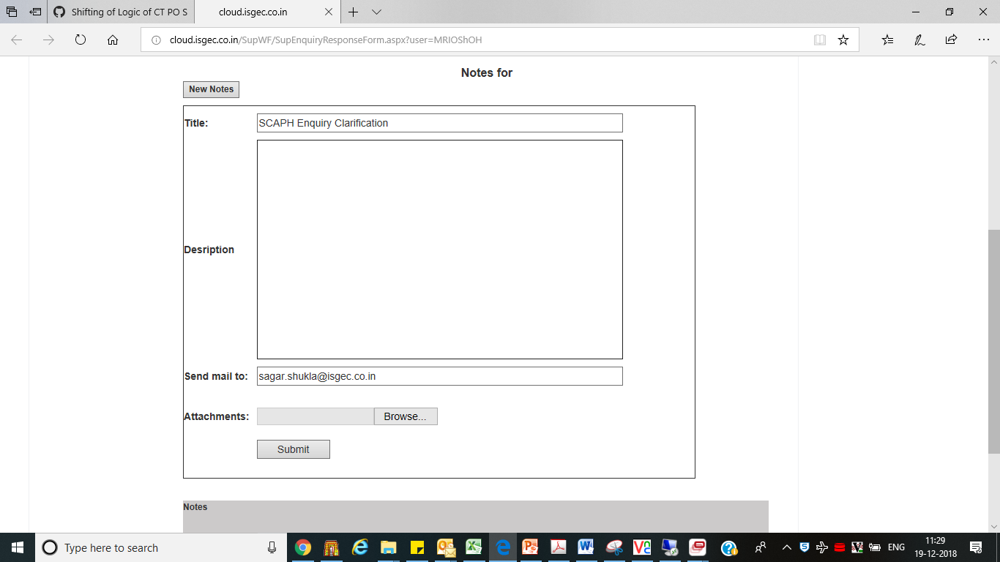 Shifting of Logic of CT PO S
cloud.isgec.co.in
cloud.isgec.co.in/SupWF/SupEnquiryResponseForm.aspx?user=MRIOShOH
Notes for
New Notes
Title: SCAPH Enquiry Clarification
Desription
Send mail to: sagar.shukla@isgec.co.in
Attachments: Browse...
Submit
Notes
Type here to search
ENG
11:29
19-12-2018